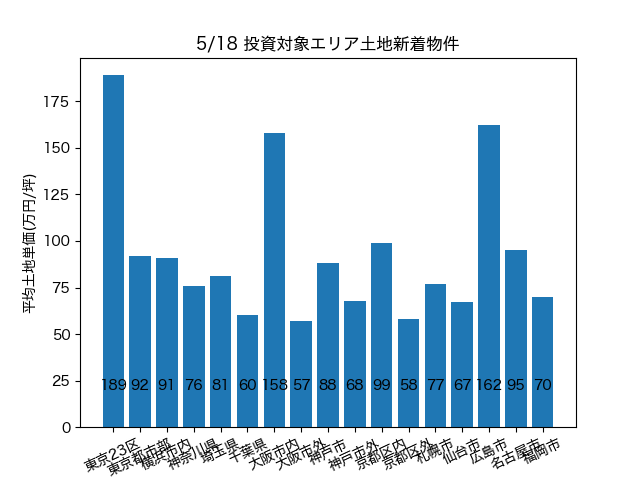 5/18 投資対象エリア土地新着物件
平均土地単価(万円/坪)
175
150
125
100
75
50
25
0
189 92 91 76 81 60 158 57 88 68 99 58 77 67 162 95 70
東京23区 東京都市部 横浜市内 神奈川県 埼玉県 千葉県 大阪市内 大阪市外 神戸市 神戸市外 京都区内 京都区外 札幌市 仙台市 広島市 名古屋市 福岡市